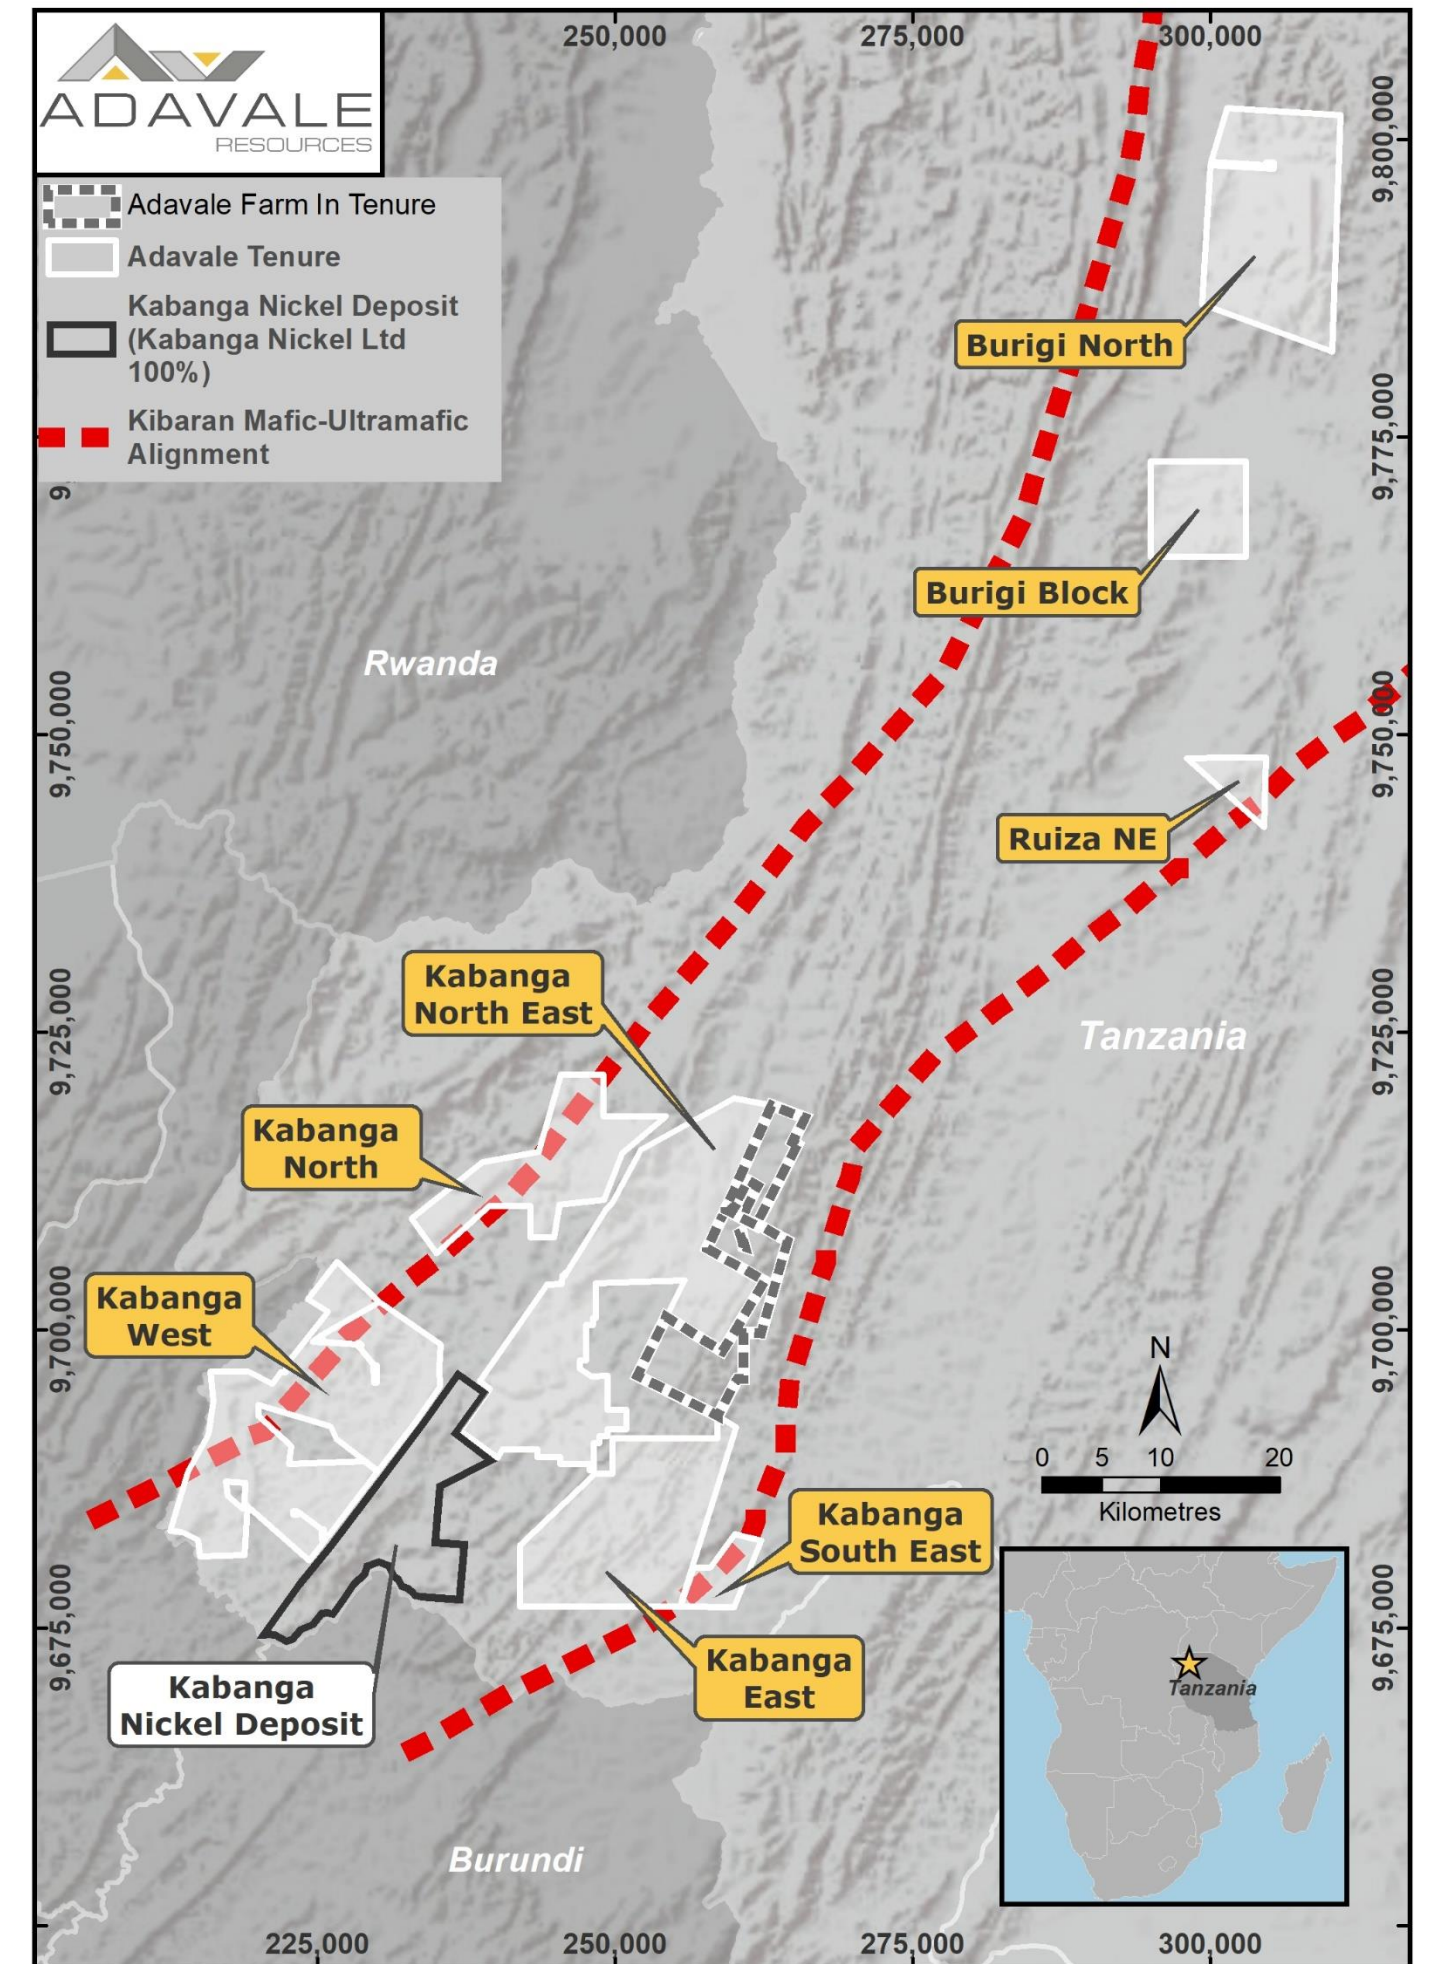 250,000
275,000
300,000
ADAVALE
RESOURCES
Adavale Farm In Tenure
Adavale Tenure
Kabanga Nickel Deposit
(Kabanga Nickel Ltd
100%)
Kibaran Mafic-Ultramafic
Alignment
9,800,000
Burigi North
9,775,000
Burigi Block
Rwanda
9,750,000
9,750,000
Ruiza NE
Kabanga
North East
9,725,000
Tanzania
9,725,000
Kabanga
North
Kabanga
West
9,700,000
9,700,000
N
0 5 10 20
Kilometres
Kabanga
South East
9,675,000
9,675,000
Kabanga
East
Kabanga
Nickel Deposit
Tanzania
Burundi
225,000
250,000
275,000
300,000